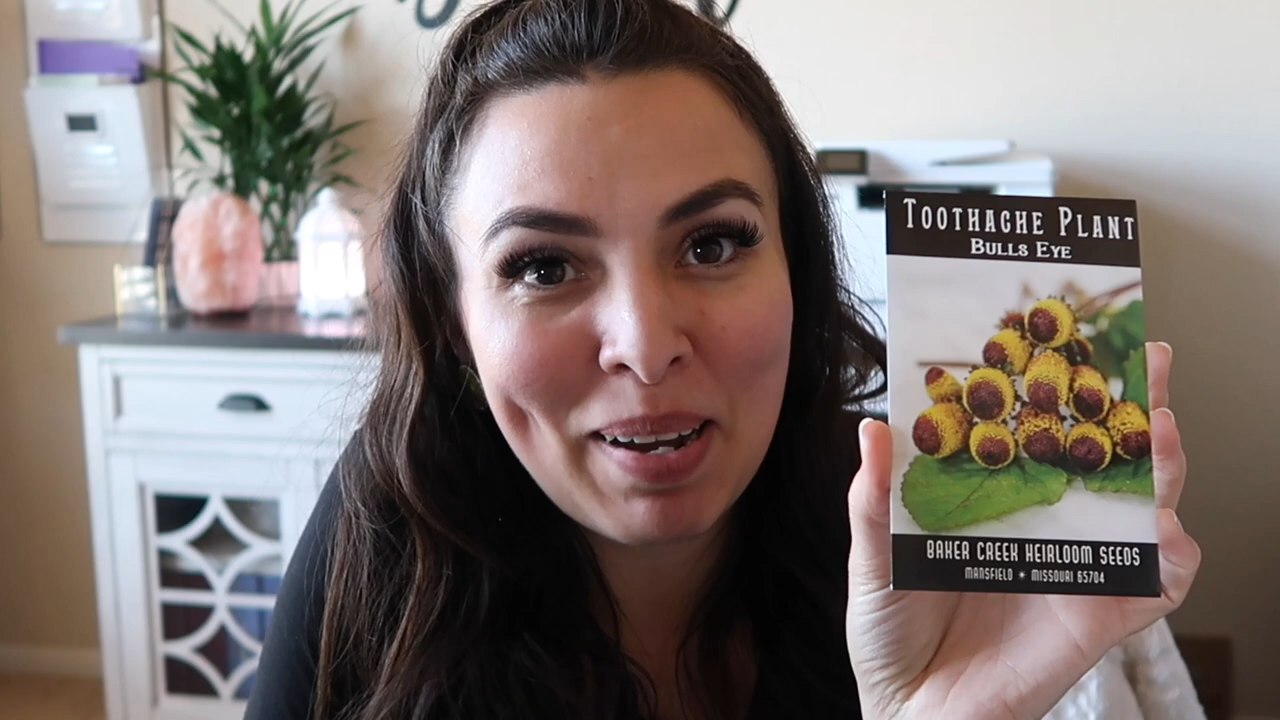 TOOTHACHE PLANT
BULLS EYE
BAKER CREEK HEIRLOOM SEEDS
MANSFIELD * MISSOURI 65704